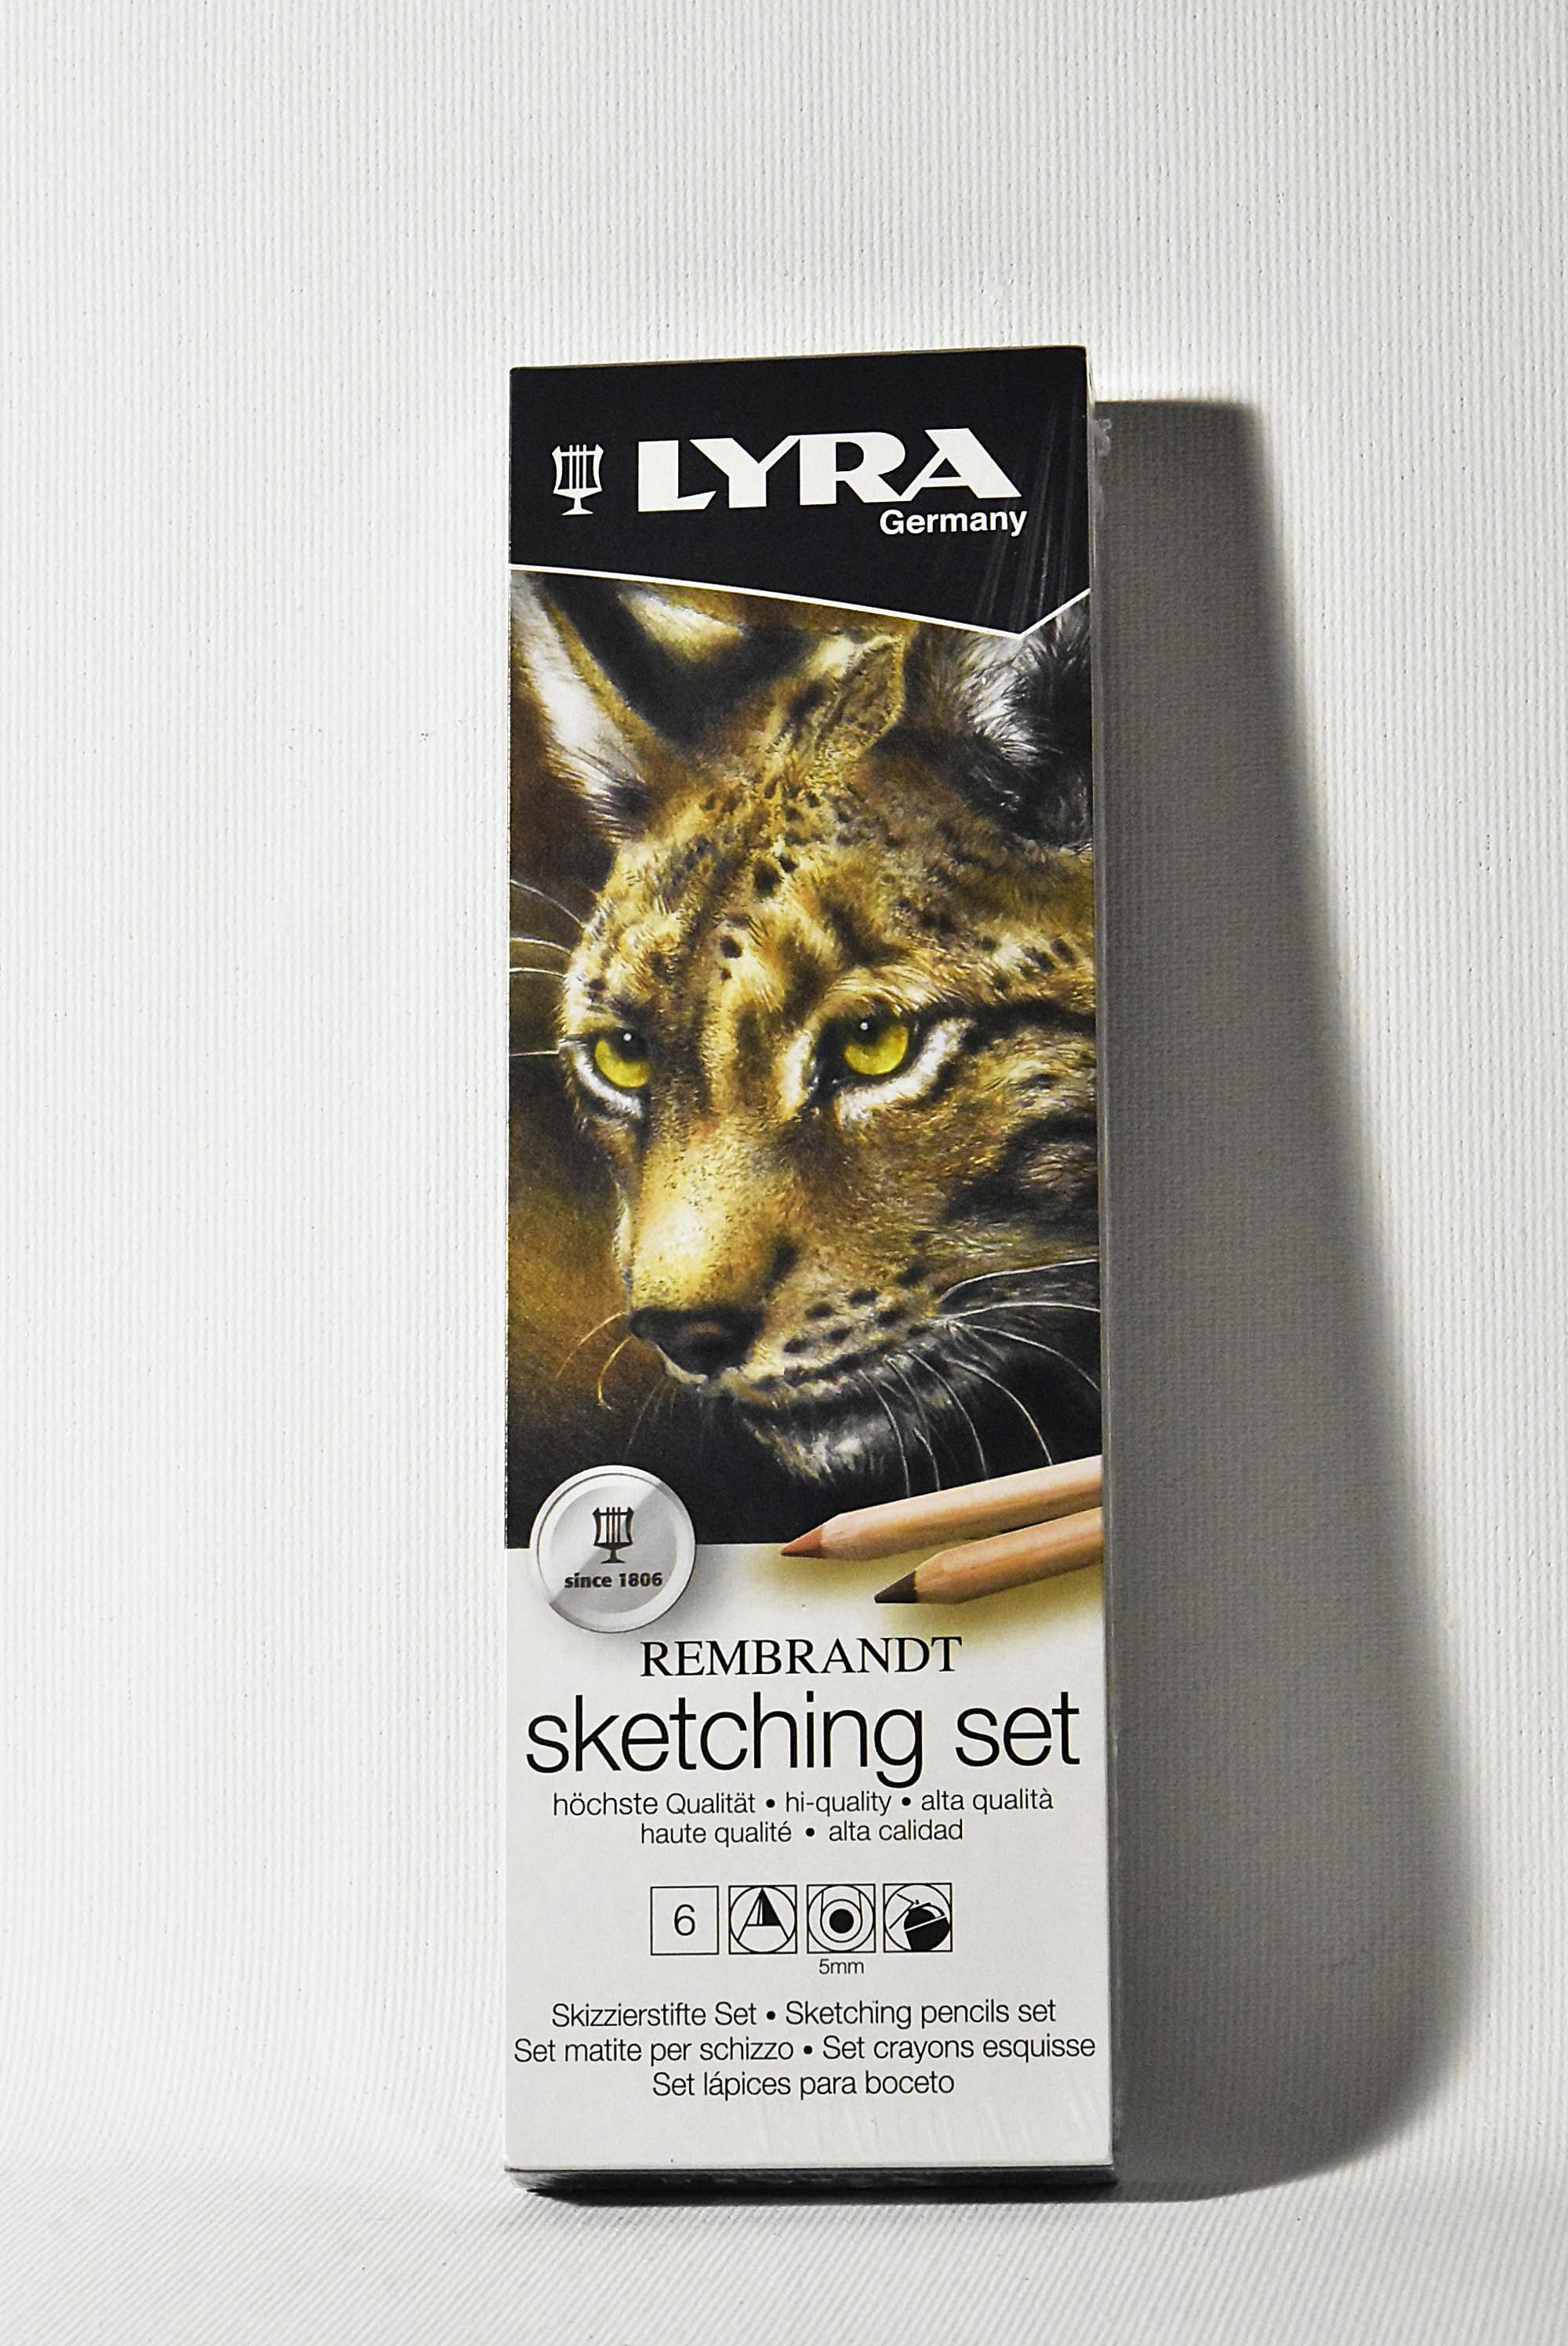 LYRA
Germany
since 1806
REMBRANDT
sketching set
höchste Qualität • hi-quality • alta qualità
haute qualité • alta calidad
6
5mm
Skizzierstifte Set • Sketching pencils set
Set matite per schizzo • Set crayons esquisse
Set lápices para boceto